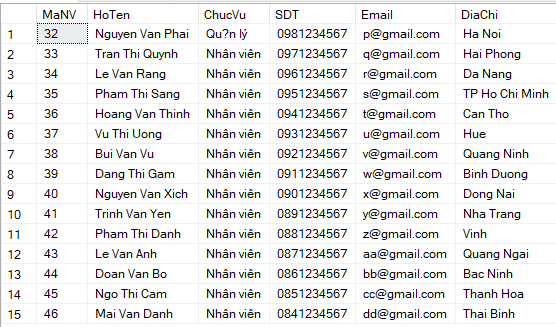 MaNV HoTen ChucVu SDT Email DiaChi
1 32 Nguyen Van Phai Qu?n lý 0981234567 p@gmail.com Ha Noi
2 33 Tran Thi Quynh Nhân viên 0971234567 q@gmail.com Hai Phong
3 34 Le Van Rang Nhân viên 0961234567 r@gmail.com Da Nang
4 35 Pham Thi Sang Nhân viên 0951234567 s@gmail.com TP Ho Chi Minh
5 36 Hoang Van Thinh Nhân viên 0941234567 t@gmail.com Can Tho
6 37 Vu Thi Uong Nhân viên 0931234567 u@gmail.com Hue
7 38 Bui Van Vu Nhân viên 0921234567 v@gmail.com Quang Ninh
8 39 Dang Thi Gam Nhân viên 0911234567 w@gmail.com Binh Duong
9 40 Nguyen Van Xich Nhân viên 0901234567 x@gmail.com Dong Nai
10 41 Trinh Van Yen Nhân viên 0891234567 y@gmail.com Nha Trang
11 42 Pham Thi Danh Nhân viên 0881234567 z@gmail.com Vinh
12 43 Le Van Anh Nhân viên 0871234567 aa@gmail.com Quang Ngai
13 44 Doan Van Bo Nhân viên 0861234567 bb@gmail.com Bac Ninh
14 45 Ngo Thi Cam Nhân viên 0851234567 cc@gmail.com Thanh Hoa
15 46 Mai Van Danh Nhân viên 0841234567 dd@gmail.com Thai Binh